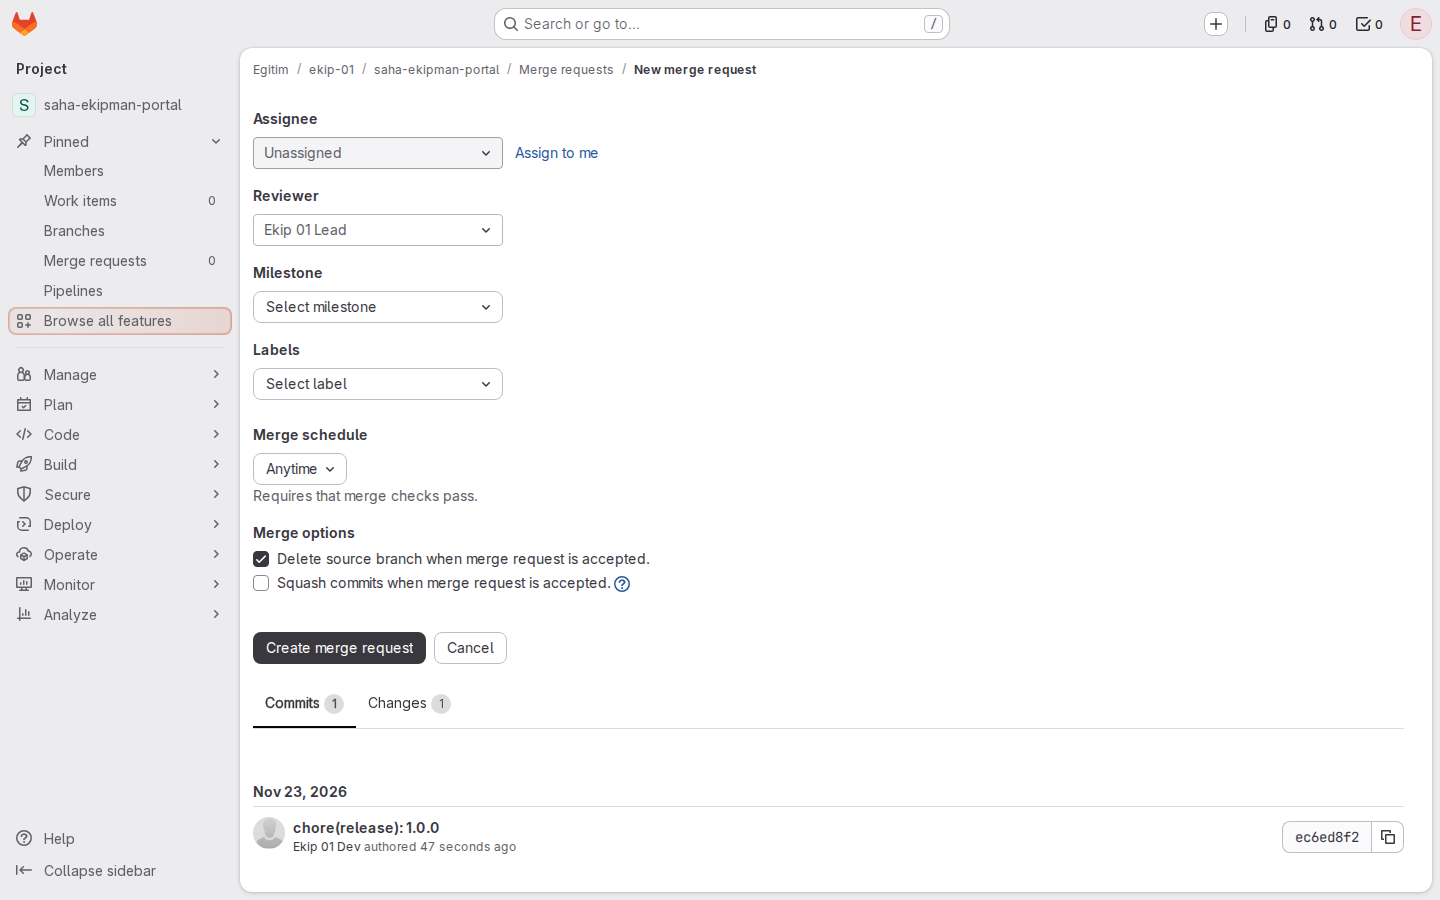 Search or go to...
/
0
0
0
E
Project
S
saha-ekipman-portal
Pinned
Members
Work items
0
Branches
Merge requests
0
Pipelines
Browse all features
Manage
Plan
Code
Build
Secure
Deploy
Operate
Monitor
Analyze
Help
Collapse sidebar
Egitim / ekip-01 / saha-ekipman-portal / Merge requests / New merge request
Assignee
Unassigned
Assign to me
Reviewer
Ekip 01 Lead
Milestone
Select milestone
Labels
Select label
Merge schedule
Anytime
Requires that merge checks pass.
Merge options
Delete source branch when merge request is accepted.
Squash commits when merge request is accepted.
Create merge request
Cancel
Commits 1
Changes 1
Nov 23, 2026
chore(release): 1.0.0
Ekip 01 Dev authored 47 seconds ago
ec6ed8f2